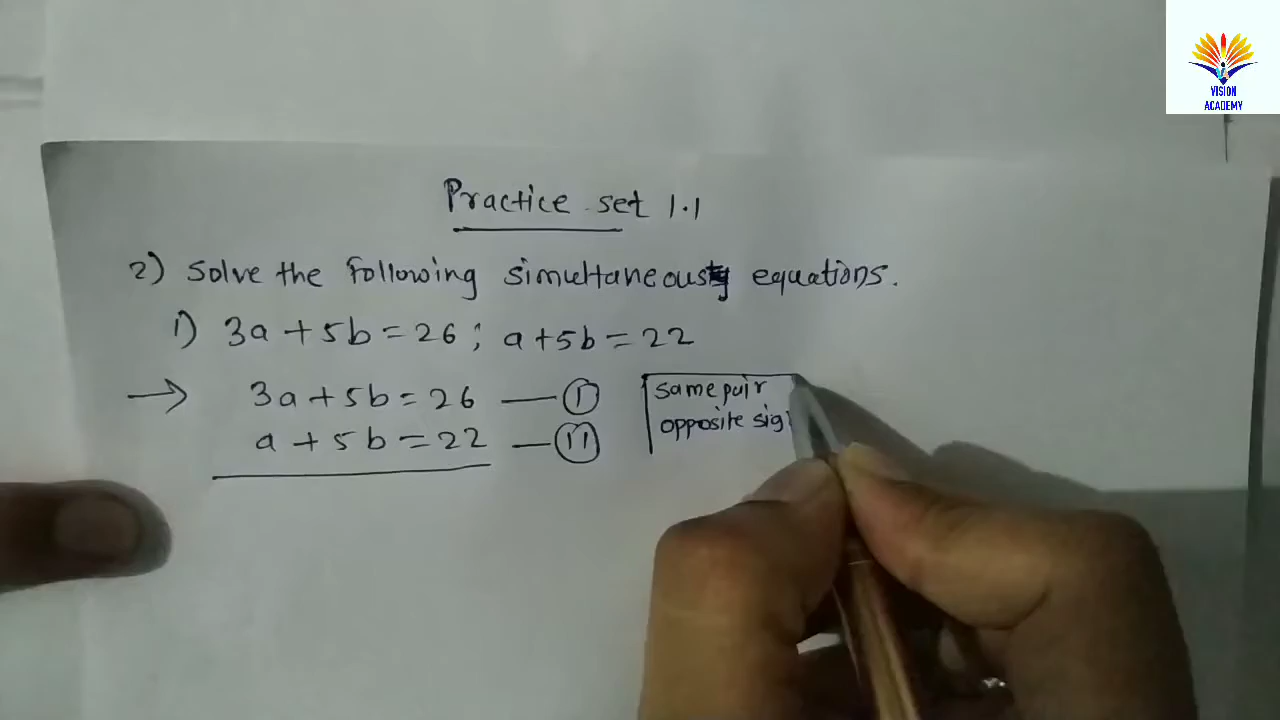 VISION
ACADEMY
Practice set 1.1
2) Solve the following simultaneous equations.
1) 3a + 5b = 26 ; a + 5b = 22
→ 3a + 5b = 26 — (I)
a + 5b = 22 — (II)
same pair
opposite sig